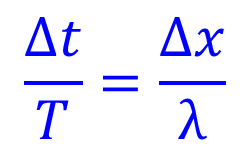 Δt/T = Δx/λ